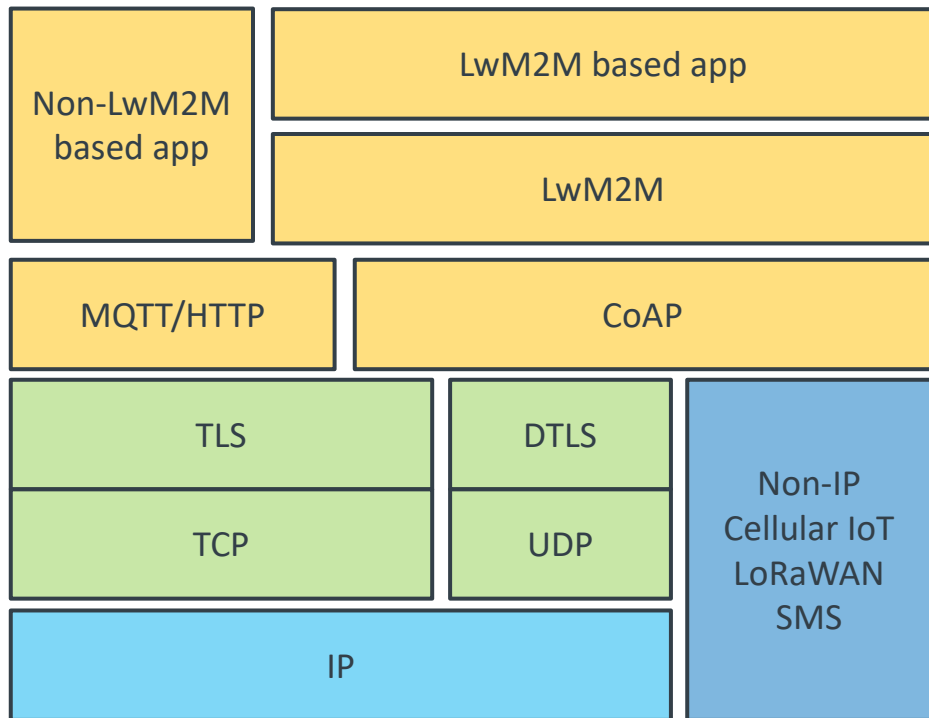 Non-LwM2M
based app
LwM2M based app
LwM2M
MQTT/HTTP
CoAP
TLS
DTLS
TCP
UDP
Non-IP
Cellular IoT
LoRaWAN
SMS
IP